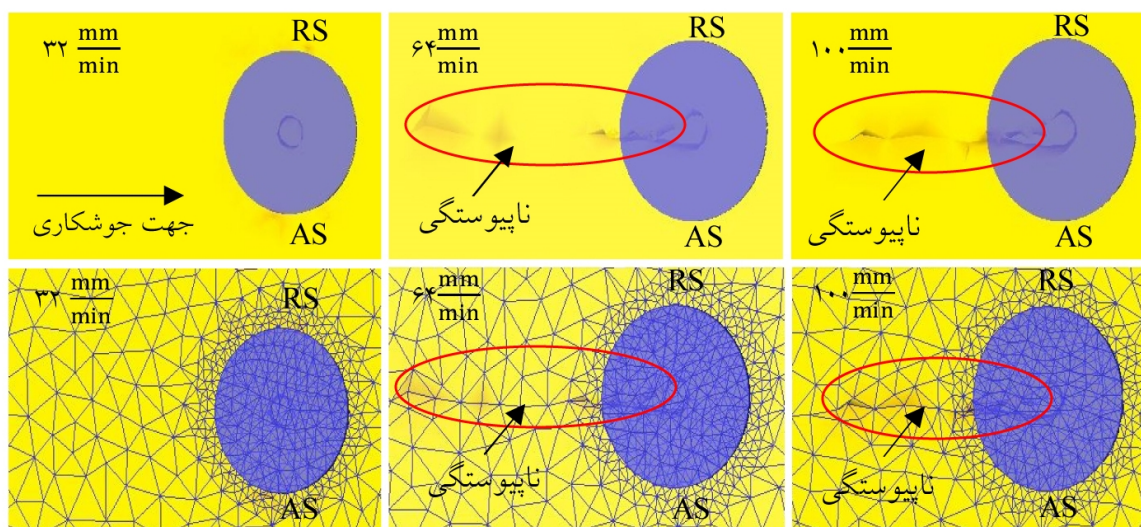 RS
۳۲ mm/min
جهت جوشکاری
AS
RS
۶۴ mm/min
ناپیوستگی
AS
RS
۱۰۰ mm/min
ناپیوستگی
AS
RS
۳۲ mm/min
AS
RS
۶۴ mm/min
ناپیوستگی
AS
RS
۱۰۰ mm/min
ناپیوستگی
AS